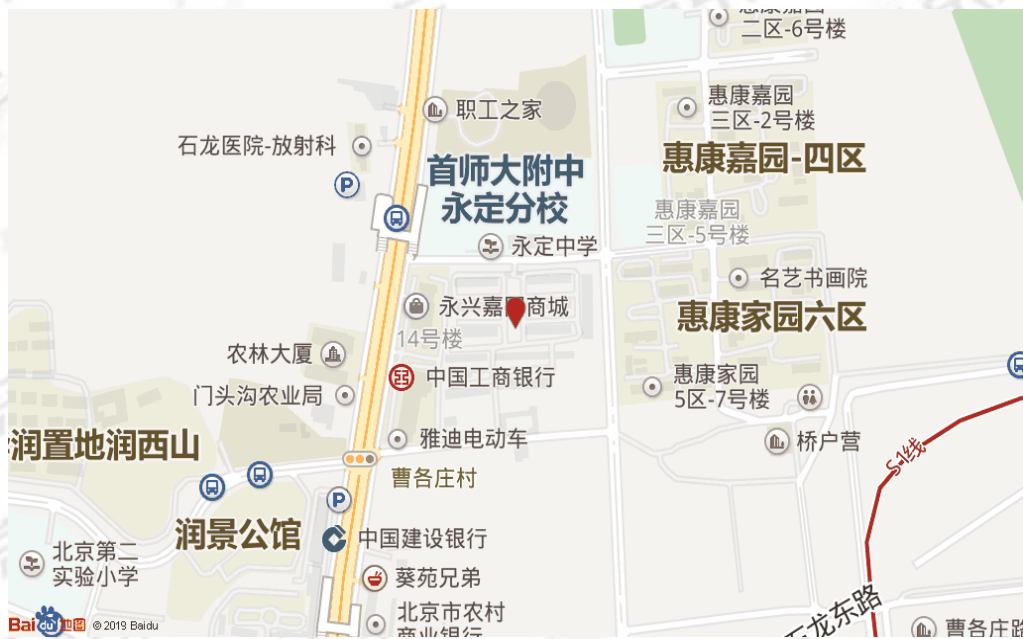 二区-6号楼
惠康嘉园
三区-2号楼
职工之家
石龙医院-放射科
P
首师大附中
永定分校
惠康嘉园-四区
惠康嘉园
三区-5号楼
永定中学
名艺书画院
永兴嘉园商城
惠康家园六区
14号楼
农林大厦
惠康家园
5区-7号楼
中国工商银行
门头沟农业局
雅迪电动车
桥户营
润置地润西山
S-1线
曹各庄村
P
润景公馆
中国建设银行
北京第二
实验小学
葵苑兄弟
北京市农村
商业银行
石龙东路
曹各庄路
Bai du 地图 © 2019 Baidu